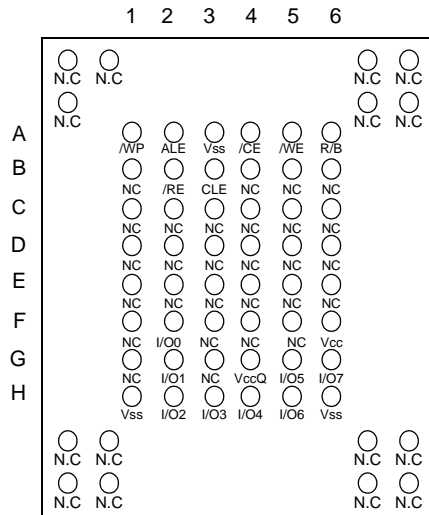 1 2 3 4 5 6
N.C N.C N.C N.C
N.C N.C N.C
A
/WP ALE Vss /CE /WE R/B
B
NC /RE CLE NC NC NC
C
NC NC NC NC NC NC
D
NC NC NC NC NC NC
E
NC NC NC NC NC NC
F
NC I/O0 NC NC NC Vcc
G
NC I/O1 NC VccQ I/O5 I/O7
H
Vss I/O2 I/O3 I/O4 I/O6 Vss
N.C N.C N.C N.C
N.C N.C N.C N.C